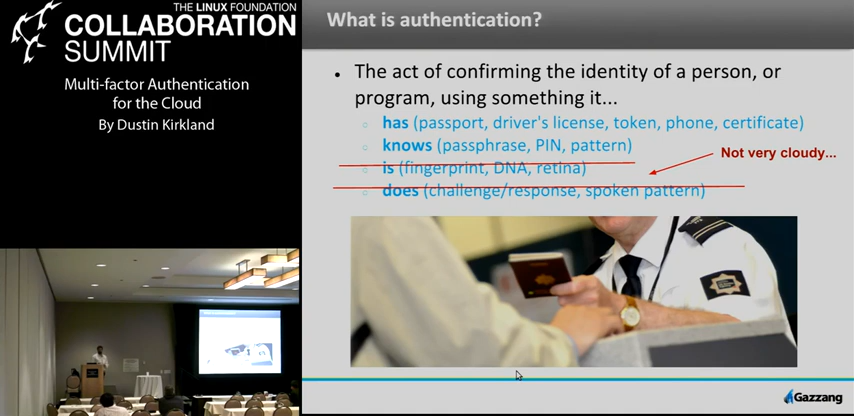 THE LINUX FOUNDATION
COLLABORATION
SUMMIT
Multi-factor Authentication
for the Cloud
By Dustin Kirkland
What is authentication?
• The act of confirming the identity of a person, or
program, using something it...
has (passport, driver's license, token, phone, certificate)
knows (passphrase, PIN, pattern)
is (fingerprint, DNA, retina)
does (challenge/response, spoken pattern)
Not very cloudy...
Gazzang